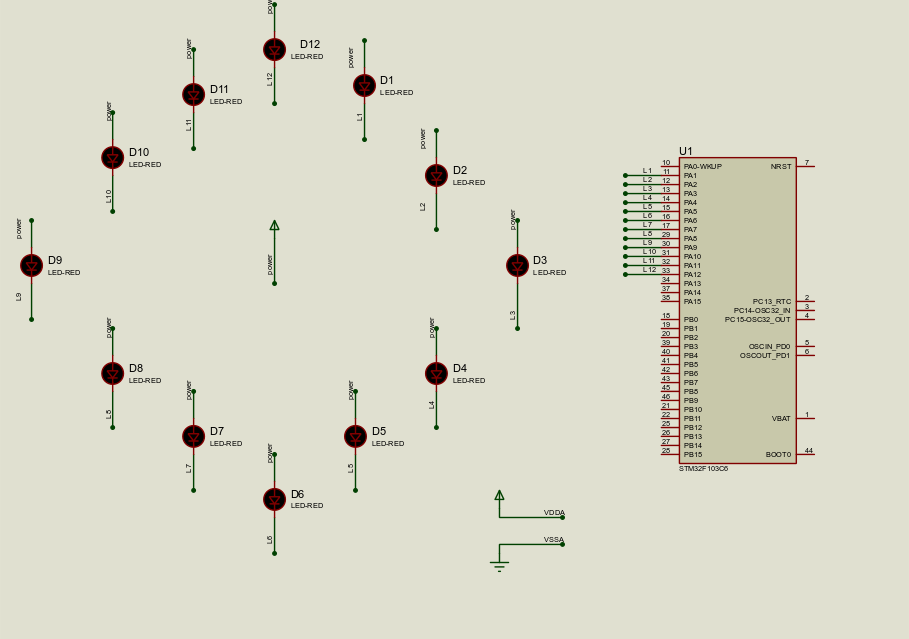 power
D12
LED-RED
L12
power
D11
LED-RED
L11
power
D1
LED-RED
L1
power
D10
LED-RED
L10
power
D2
LED-RED
L2
power
D9
LED-RED
L9
power
power
D3
LED-RED
L3
power
D8
LED-RED
L8
power
D4
LED-RED
L4
power
D7
LED-RED
L7
power
D5
LED-RED
L5
power
D6
LED-RED
L6
VDDA
VSSA
U1
10 PA0-WKUP NRST 7
L1 11 PA1
L2 12 PA2
L3 13 PA3
L4 14 PA4
L5 15 PA5
L6 16 PA6
L7 17 PA7
L8 29 PA8
L9 30 PA9
L10 31 PA10
L11 32 PA11
L12 33 PA12
34 PA13
37 PA14
38 PA15 PC13_RTC 2
PC14-OSC32_IN 3
18 PB0 PC15-OSC32_OUT 4
19 PB1
20 PB2
39 PB3 OSCIN_PD0 5
40 PB4 OSCOUT_PD1 6
41 PB5
42 PB6
43 PB7
45 PB8
46 PB9
21 PB10
22 PB11 VBAT 1
25 PB12
26 PB13
27 PB14
28 PB15 BOOT0 44
STM32F103C6